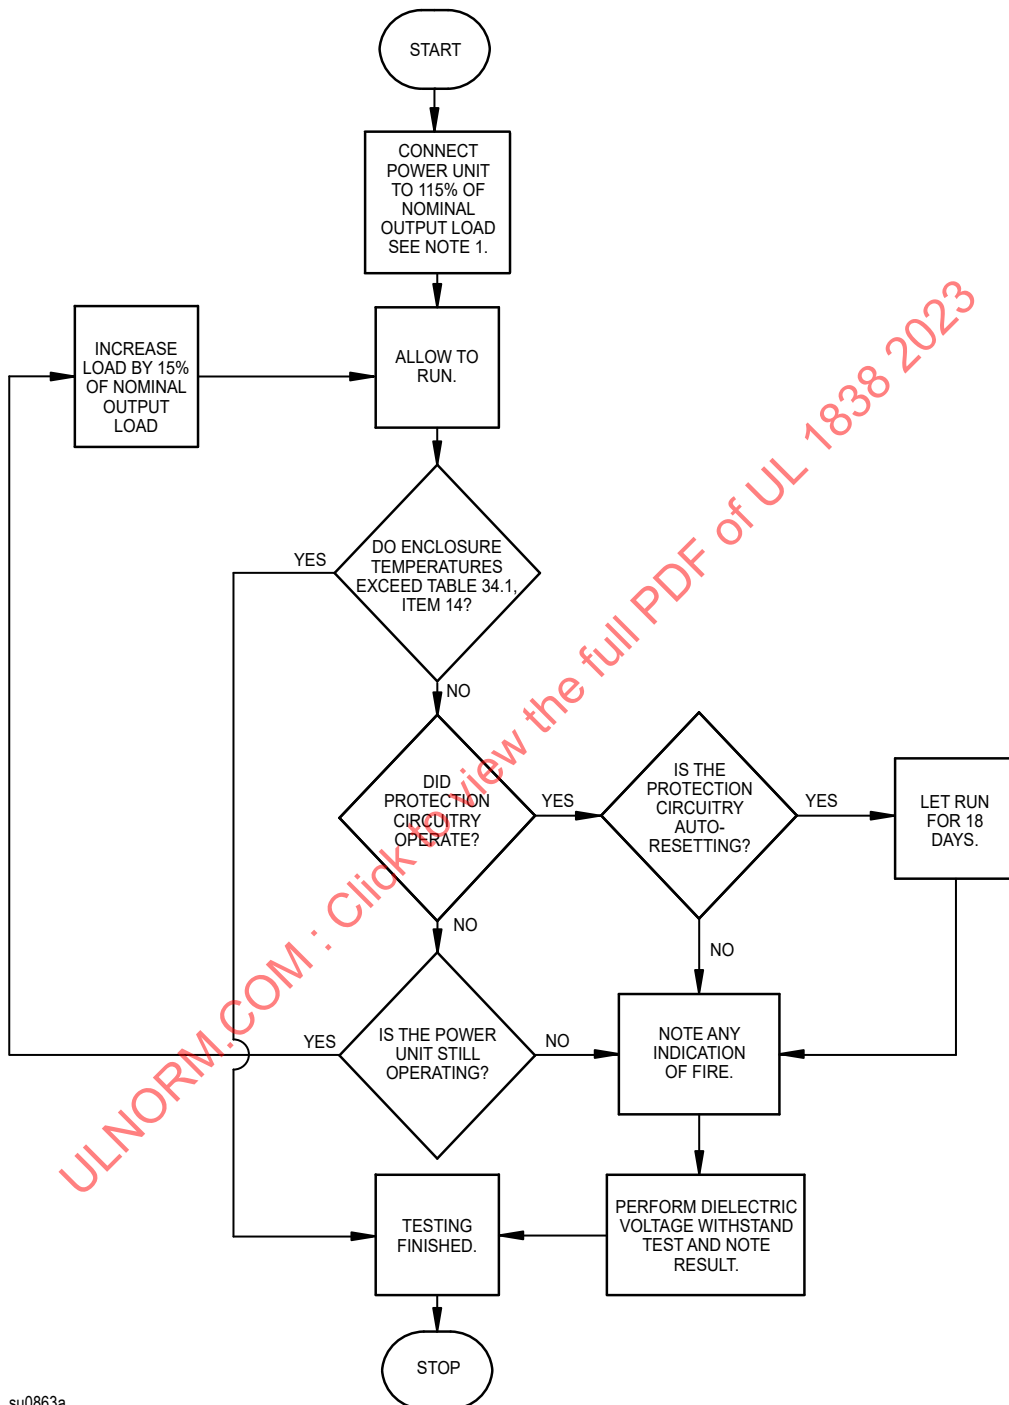 START
CONNECT
POWER UNIT
TO 115% OF
NOMINAL
OUTPUT LOAD
SEE NOTE 1.
INCREASE
LOAD BY 15%
OF NOMINAL
OUTPUT
LOAD
ALLOW TO
RUN.
YES
DO ENCLOSURE
TEMPERATURES
EXCEED TABLE 34.1,
ITEM 14?
NO
DID
PROTECTION
CIRCUITRY
OPERATE?
YES
IS THE
PROTECTION
CIRCUITRY
AUTO-
RESETTING?
YES
LET RUN
FOR 18
DAYS.
NO
NO
YES
IS THE POWER
UNIT STILL
OPERATING?
NO
NOTE ANY
INDICATION
OF FIRE.
TESTING
FINISHED.
PERFORM DIELECTRIC
VOLTAGE WITHSTAND
TEST AND NOTE
RESULT.
STOP
su0863a
ULNORM.COM : Click to view the full PDF of UL 1838 2023